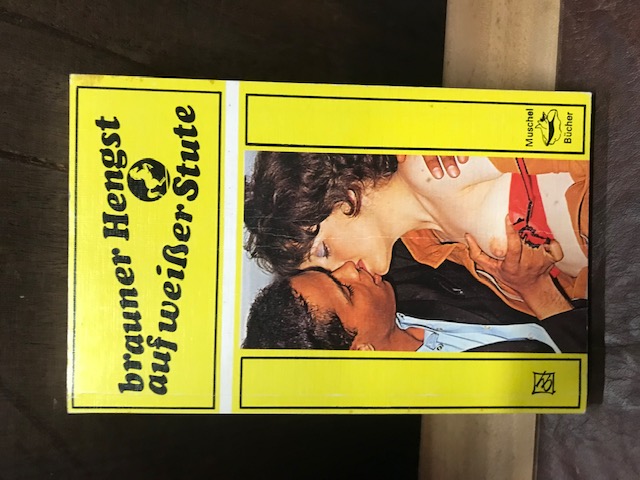 brauner Hengst
auf weißer Stute
Muschel
Bücher